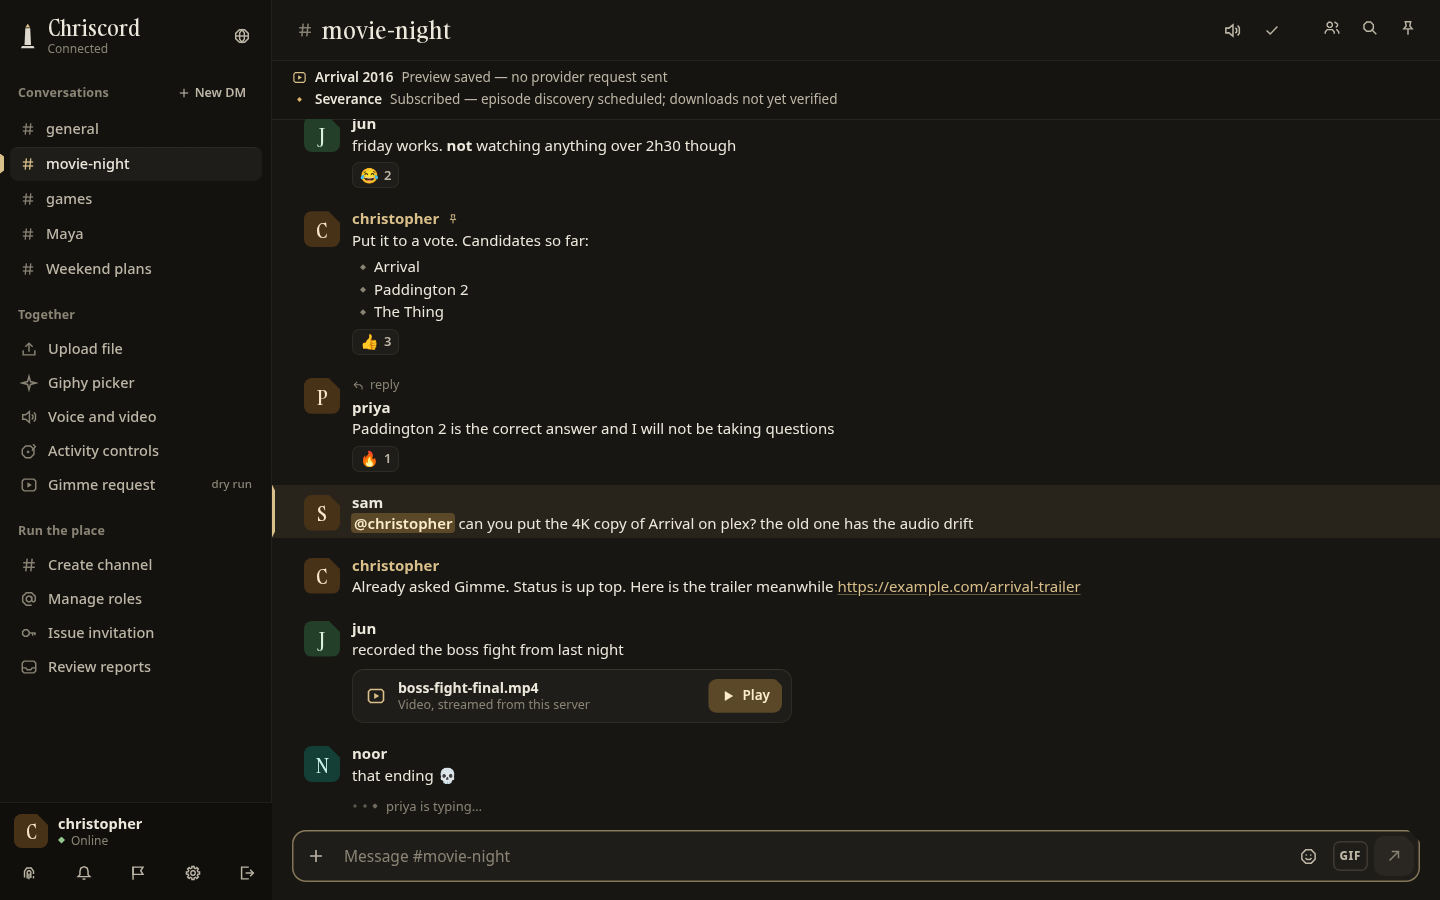 Chriscord
Connected
Conversations
+ New DM
# general
# movie-night
# games
# Maya
# Weekend plans
Together
Upload file
Giphy picker
Voice and video
Activity controls
Gimme request dry run
Run the place
# Create channel
Manage roles
Issue invitation
Review reports
C christopher
Online
# movie-night
Arrival 2016 Preview saved — no provider request sent
Severance Subscribed — episode discovery scheduled; downloads not yet verified
J jun
friday works. not watching anything over 2h30 though
😂 2
C christopher
Put it to a vote. Candidates so far:
Arrival
Paddington 2
The Thing
👍 3
reply
P priya
Paddington 2 is the correct answer and I will not be taking questions
🔥 1
S sam
@christopher can you put the 4K copy of Arrival on plex? the old one has the audio drift
C christopher
Already asked Gimme. Status is up top. Here is the trailer meanwhile https://example.com/arrival-trailer
J jun
recorded the boss fight from last night
boss-fight-final.mp4
Video, streamed from this server
Play
N noor
that ending 💀
priya is typing…
+ Message #movie-night
GIF